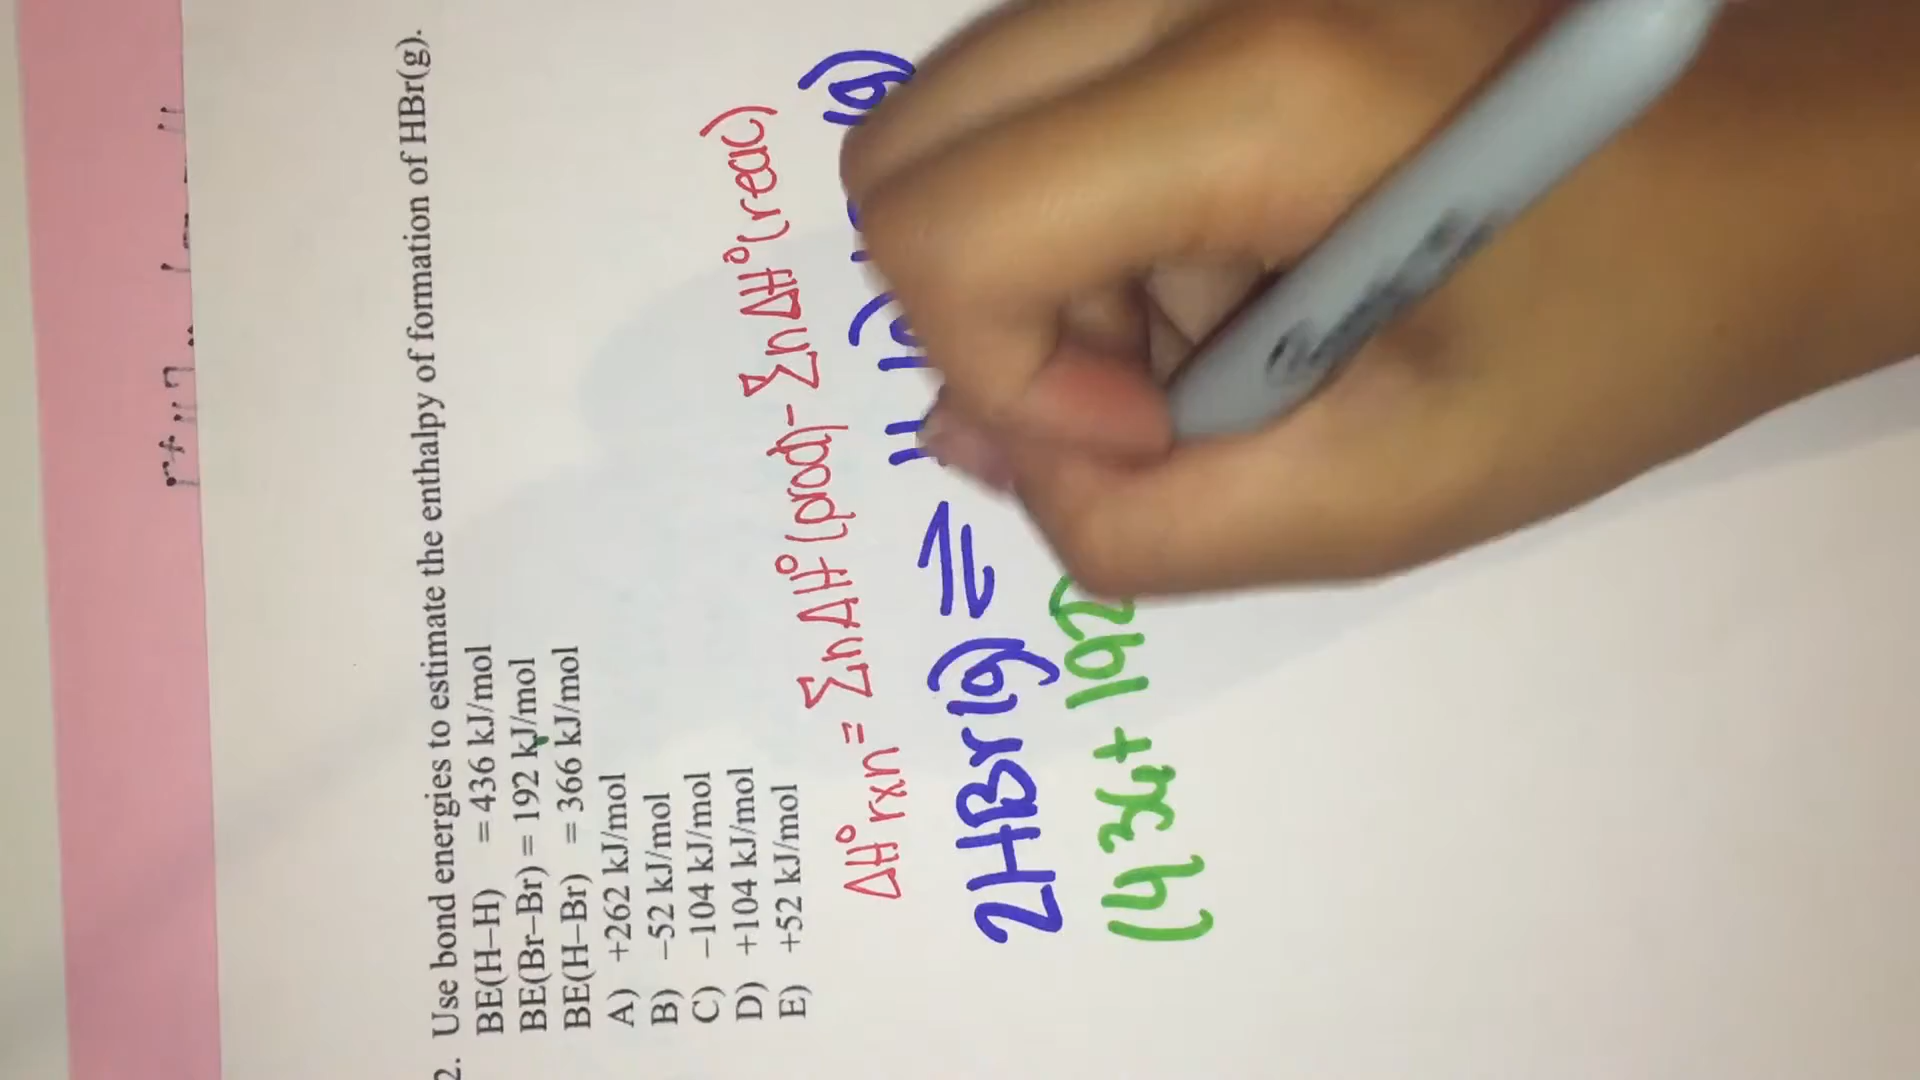 2. Use bond energies to estimate the enthalpy of formation of HBr(g).
BE(H–H) = 436 kJ/mol
BE(Br–Br) = 192 kJ/mol
BE(H–Br) = 366 kJ/mol
A) +262 kJ/mol
B) –52 kJ/mol
C) –104 kJ/mol
D) +104 kJ/mol
E) +52 kJ/mol
ΔH° rxn = ΣnΔH°(prod) - ΣnΔH°(reac)
2HBr(g) ⇌
(434+192